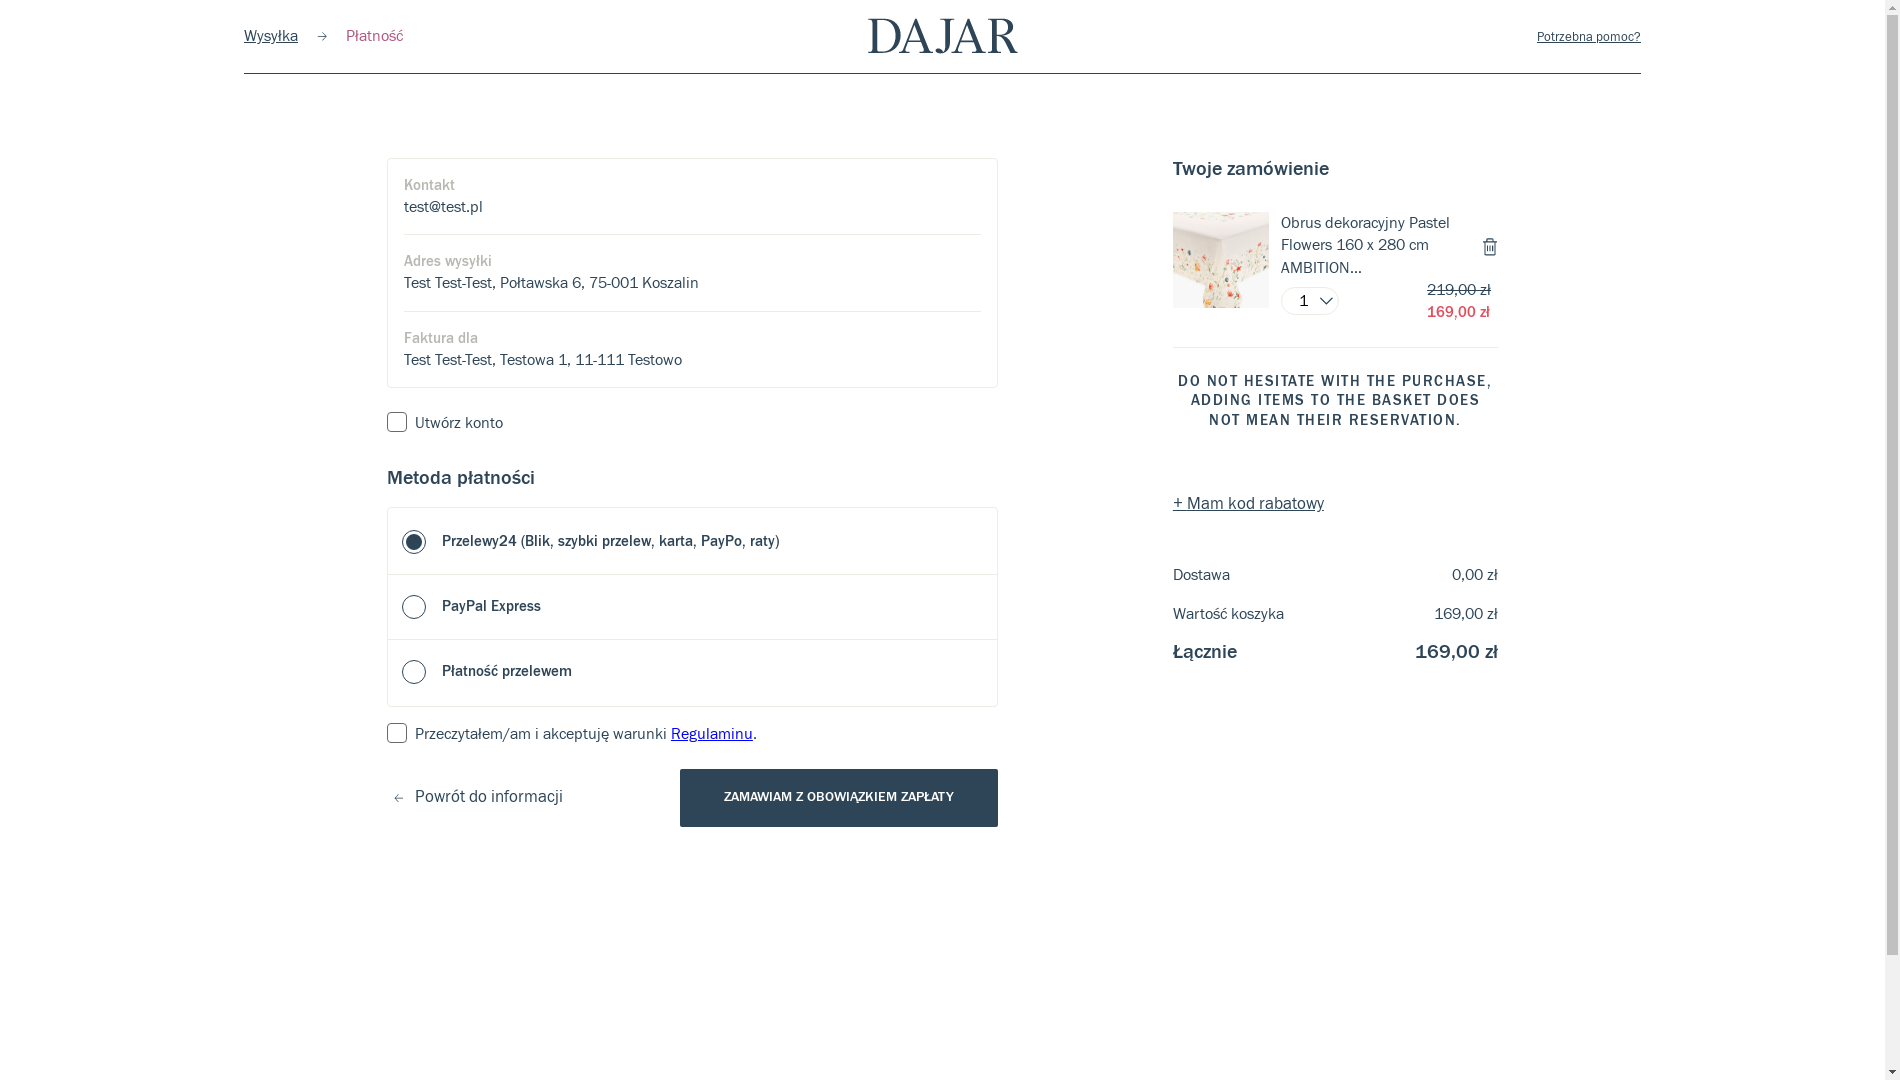 Wysyłka
Płatność
DAJAR
Potrzebna pomoc?
Kontakt
test@test.pl
Adres wysyłki
Test Test-Test, Połtawska 6, 75-001 Koszalin
Faktura dla
Test Test-Test, Testowa 1, 11-111 Testowo
Utwórz konto
Metoda płatności
Przelewy24 (Blik, szybki przelew, karta, PayPo, raty)
PayPal Express
Płatność przelewem
Przeczytałem/am i akceptuję warunki Regulaminu.
Powrót do informacji
ZAMAWIAM Z OBOWIĄZKIEM ZAPŁATY
Twoje zamówienie
Obrus dekoracyjny Pastel
Flowers 160 x 280 cm
AMBITION...
1
219,00 zł
169,00 zł
DO NOT HESITATE WITH THE PURCHASE,
ADDING ITEMS TO THE BASKET DOES
NOT MEAN THEIR RESERVATION.
+ Mam kod rabatowy
Dostawa 0,00 zł
Wartość koszyka 169,00 zł
Łącznie 169,00 zł